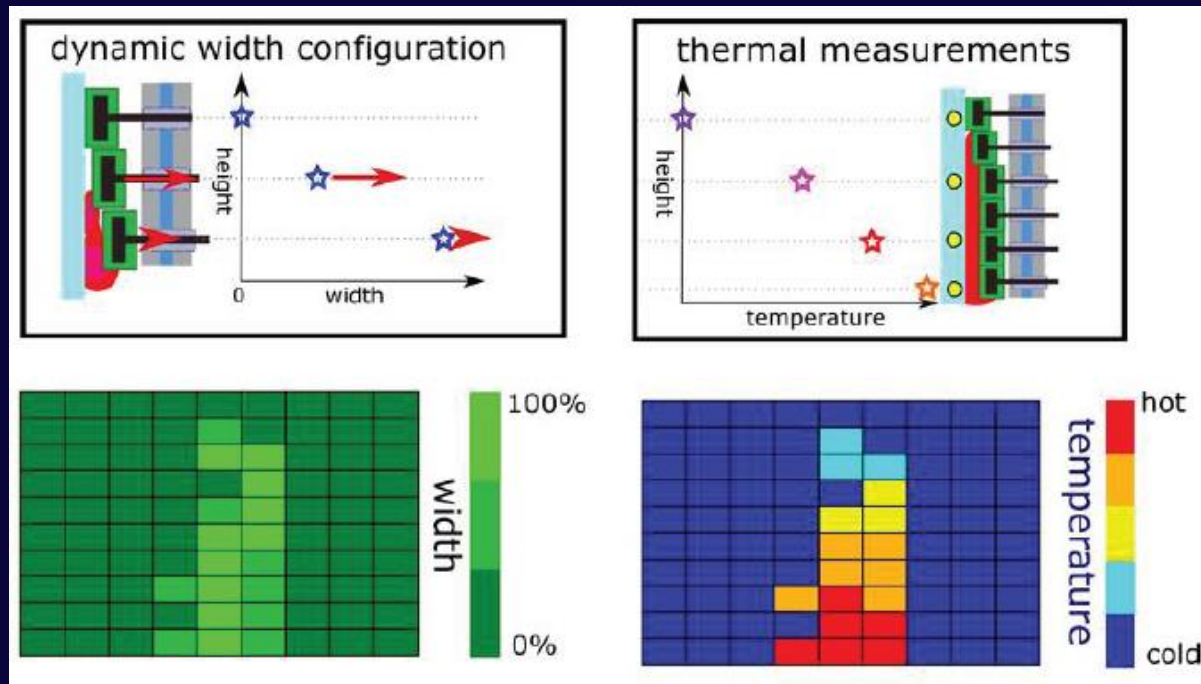 dynamic width configuration
height
0
width
thermal measurements
height
temperature
100%
width
0%
hot
temperature
cold